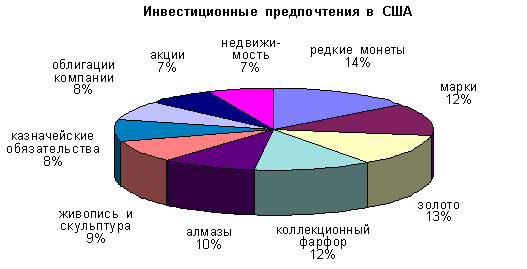 Инвестиционные предпочтения в США
недвижи-
мость
7%
редкие монеты
14%
марки
12%
золото
13%
коллекционный
фарфор
12%
алмазы
10%
живопись и
скульптура
9%
казначейские
обязательства
8%
облигации
компании
8%
акции
7%